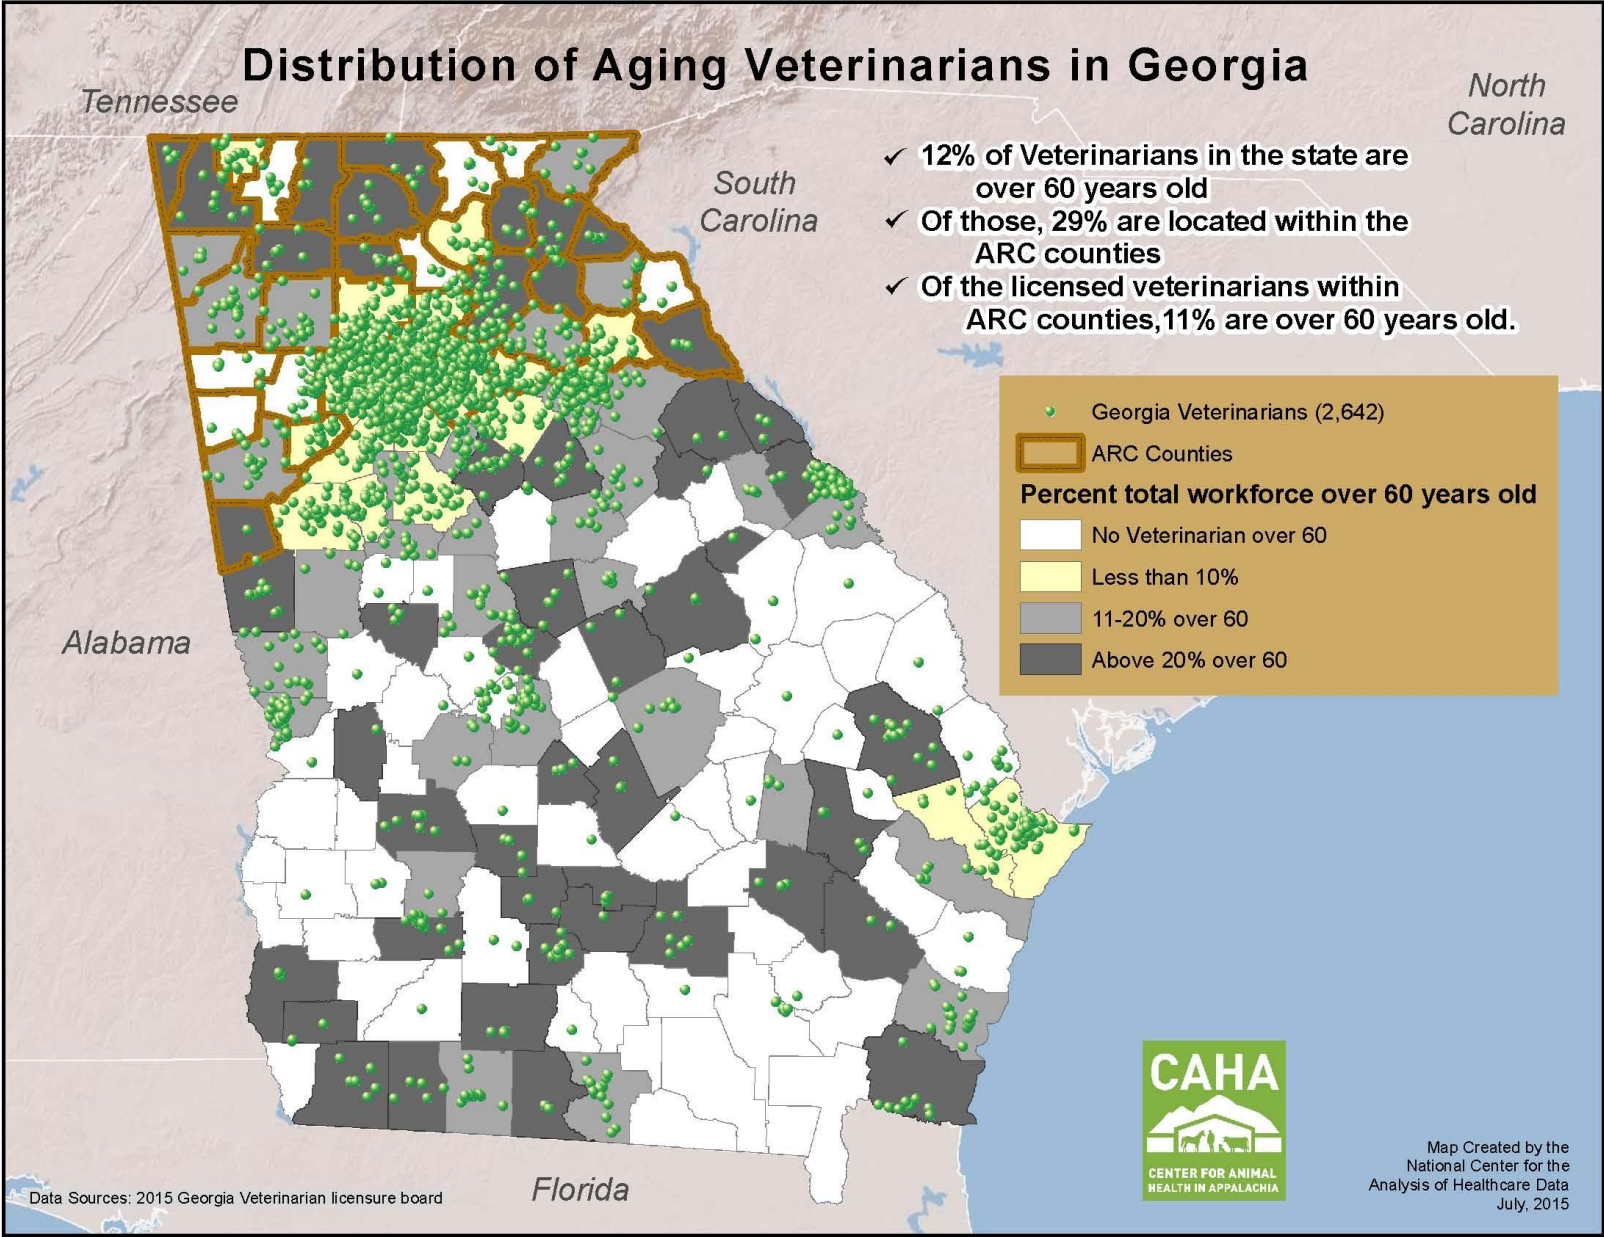 Distribution of Aging Veterinarians in Georgia
Tennessee
North
Carolina
South
Carolina
✓ 12% of Veterinarians in the state are
over 60 years old
✓ Of those, 29% are located within the
ARC counties
✓ Of the licensed veterinarians within
ARC counties,11% are over 60 years old.
Georgia Veterinarians (2,642)
ARC Counties
Percent total workforce over 60 years old
No Veterinarian over 60
Less than 10%
11-20% over 60
Above 20% over 60
Alabama
Florida
CAHA
CENTER FOR ANIMAL
HEALTH IN APPALACHIA
Map Created by the
National Center for the
Analysis of Healthcare Data
July, 2015
Data Sources: 2015 Georgia Veterinarian licensure board